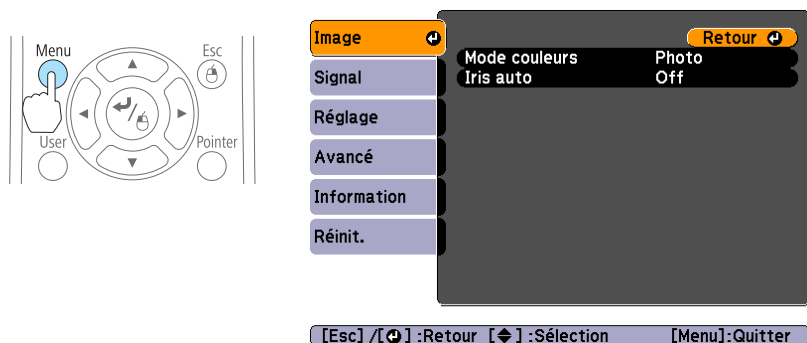 Menu
Esc
User
Pointer
Image
Retour
Mode couleurs Photo
Iris auto Off
Signal
Réglage
Avancé
Information
Réinit.
[Esc] /[ ] :Retour [ ] :Sélection [Menu]:Quitter